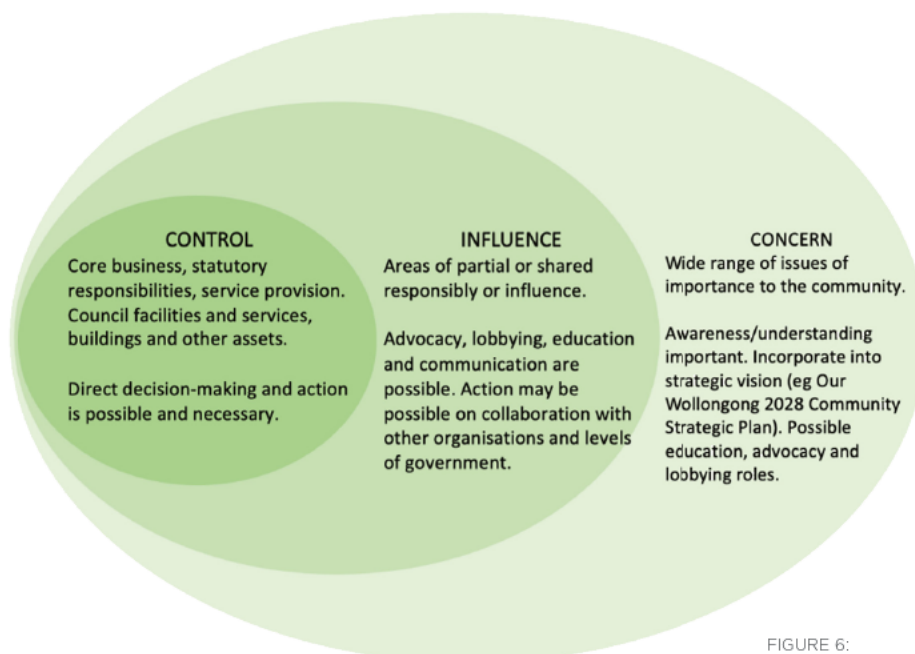 CONTROL
Core business, statutory
responsibilities, service provision.
Council facilities and services,
buildings and other assets.
Direct decision-making and action
is possible and necessary.
INFLUENCE
Areas of partial or shared
responsibly or influence.
Advocacy, lobbying, education
and communication are
possible. Action may be
possible on collaboration with
other organisations and levels
of government.
CONCERN
Wide range of issues of
importance to the community.
Awareness/understanding
important. Incorporate into
strategic vision (eg Our
Wollongong 2028 Community
Strategic Plan). Possible
education, advocacy and
lobbying roles.
FIGURE 6: